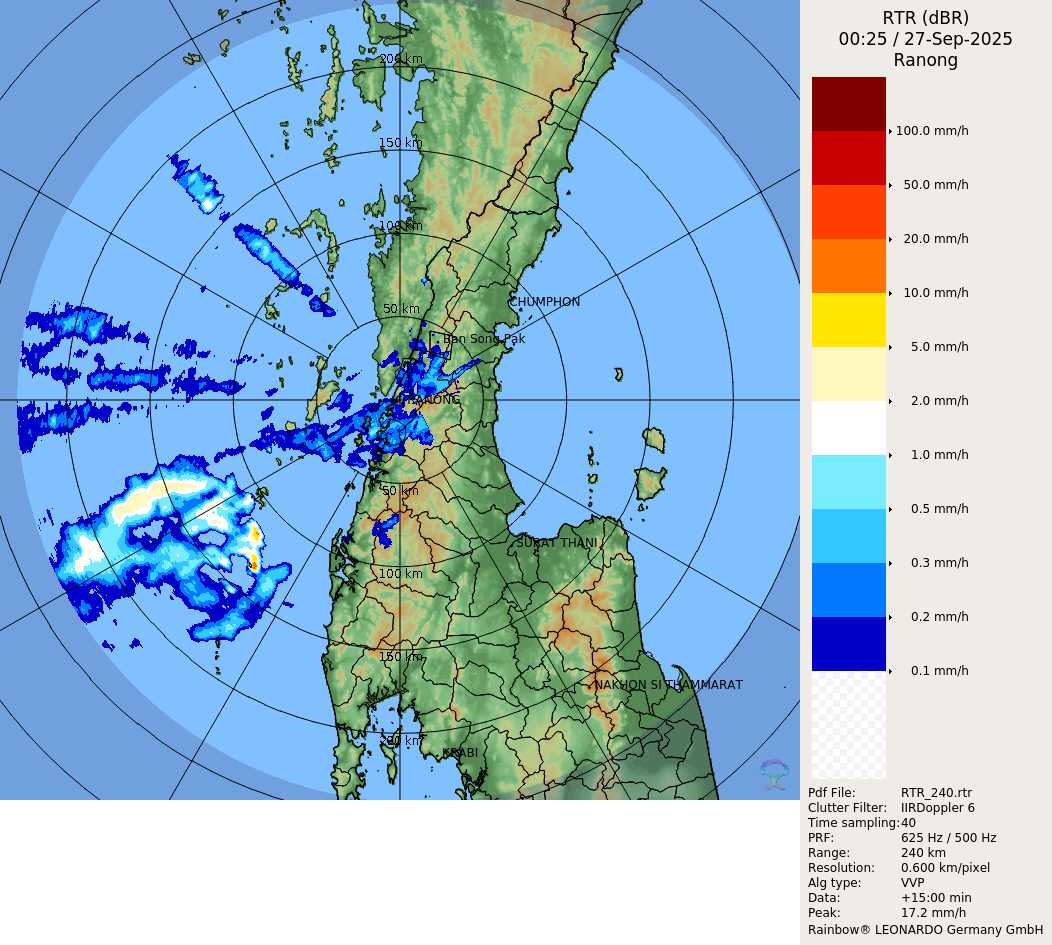 RTR (dBR)
00:25 / 27-Sep-2025
Ranong
200 km
150 km
100 km
50 km
CHUMPHON
Ban Song Pak
RANONG
50 km
SURAT THANI
100 km
150 km
NAKHON SI THAMMARAT
200 km
KRABI
100.0 mm/h
50.0 mm/h
20.0 mm/h
10.0 mm/h
5.0 mm/h
2.0 mm/h
1.0 mm/h
0.5 mm/h
0.3 mm/h
0.2 mm/h
0.1 mm/h
Pdf File: RTR_240.rtr
Clutter Filter: IIRDoppler 6
Time sampling: 40
PRF: 625 Hz / 500 Hz
Range: 240 km
Resolution: 0.600 km/pixel
Alg type: VVP
Data: +15:00 min
Peak: 17.2 mm/h
Rainbow® LEONARDO Germany GmbH